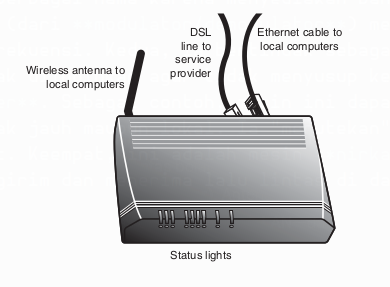 DSL
line to
service
provider
Ethernet cable to
local computers
Wireless antenna to
local computers
Status lights